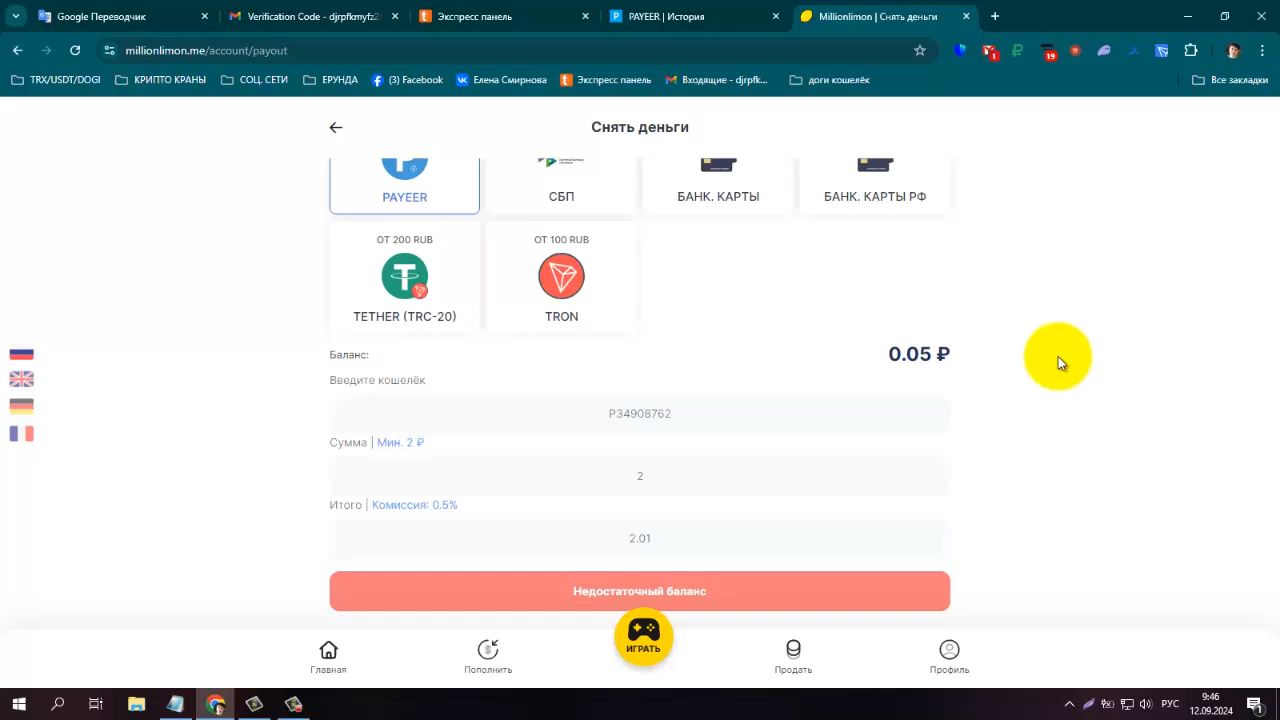 Google Переводчик
Verification Code - djrpfkmyfz2
Экспресс панель
PAYEER | История
Millionlimon | Снять деньги
millionlimon.me/account/payout
1
19
TRX/USDT/DOGI
КРИПТО КРАНЫ
СОЦ. СЕТИ
ЕРУНДА
(3) Facebook
Елена Смирнова
Экспресс панель
Входящие - djrpfk...
доги кошелёк
Все закладки
Снять деньги
PAYEER
СБП
БАНК. КАРТЫ
БАНК. КАРТЫ РФ
ОТ 200 RUB
ОТ 100 RUB
TETHER (TRC-20)
TRON
Баланс:
0.05 ₽
Введите кошелёк
P34908762
Сумма | Мин. 2 ₽
2
Итого | Комиссия: 0.5%
2.01
Недостаточный баланс
Главная
Пополнить
ИГРАТЬ
Продать
Профиль
РУС
9:46
12.09.2024
1